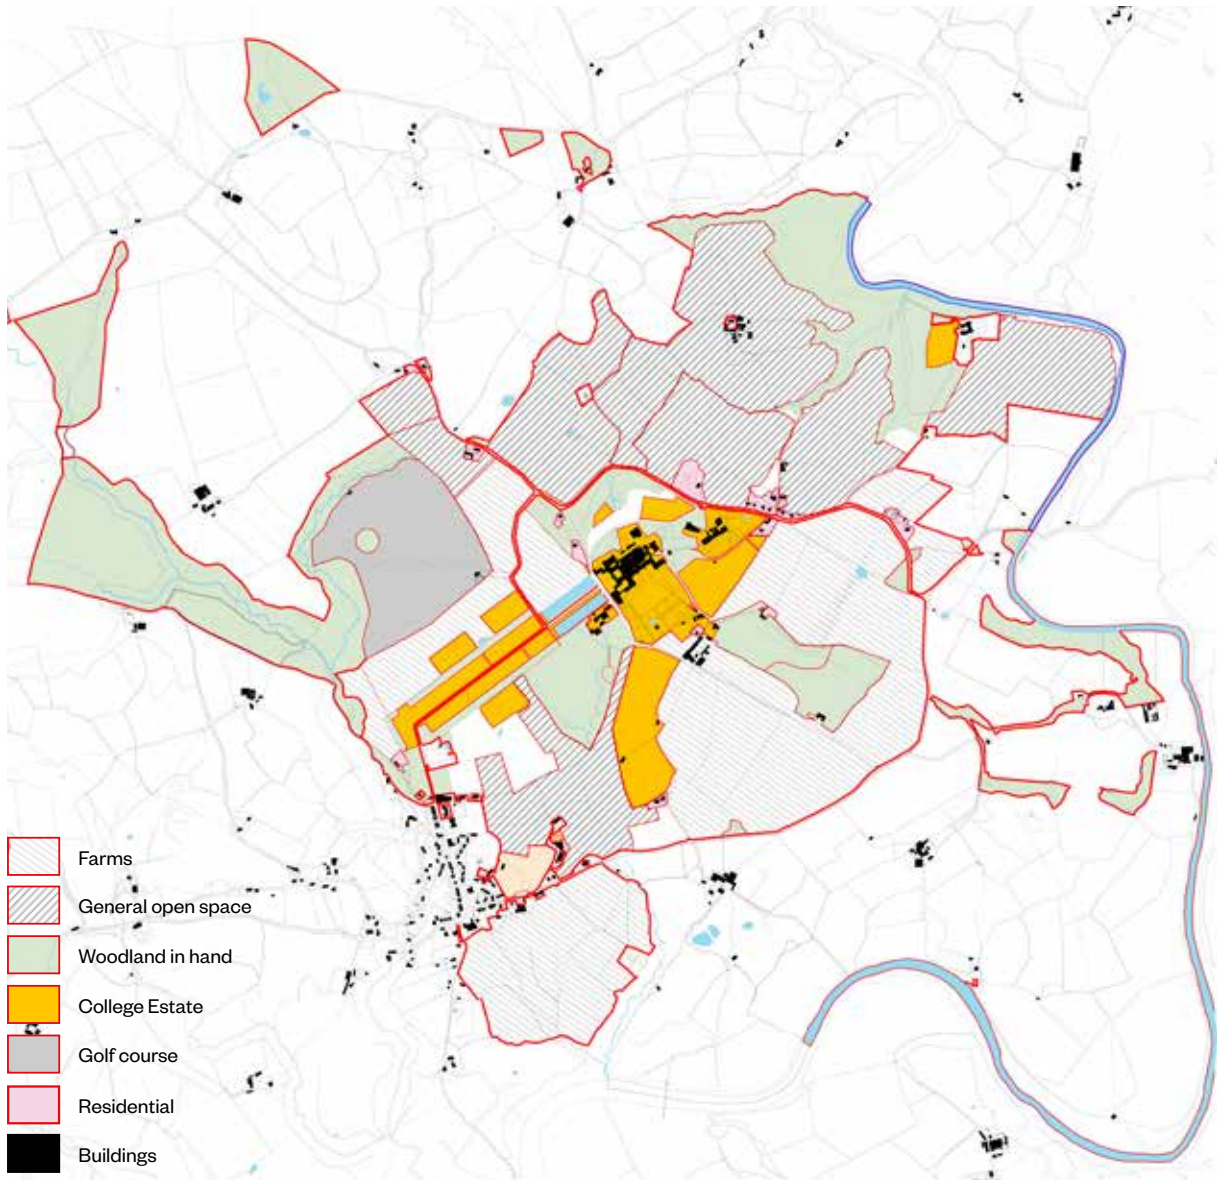 Farms
General open space
Woodland in hand
College Estate
Golf course
Residential
Buildings